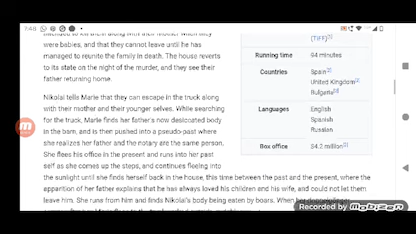 7:48
intended to kill them along with their mother when they
were babies, and that they cannot leave until he has
managed to reunite the family in death. The house reverts
to its state on the night of the murder, and they see their
father returning home.
Nikolai tells Marie that they can escape in the truck along
with their mother and their younger selves. While searching
for the truck, Marie finds her father's now desiccated body
in the barn, and is then pushed into a pseudo-past where
she realizes her father and the notary are the same person.
She flees his office in the present and runs into her past
self as she comes up the steps, and continues fleeing into
the sunlight until she finds herself back in the house, this time between the past and the present, where
the apparition of her father explains that he has always loved his children and his wife, and could not let them
leave him. She runs from him and finds Nikolai's body being eaten by boars. When her
(TIFF)[1]
Running time 94 minutes
Countries Spain[2]
United Kingdom[2]
Bulgaria
Languages English
Spanish
Russian
Box office $4.2 million
Recorded by
Mobizen